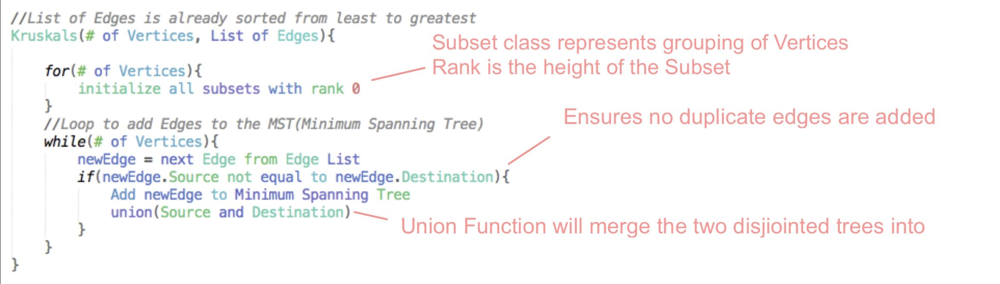 //List of Edges is already sorted from least to greatest
Kruskals(# of Vertices, List of Edges){
Subset class represents grouping of Vertices
Rank is the height of the Subset
for(# of Vertices){
initialize all subsets with rank 0
}
Ensures no duplicate edges are added
//Loop to add Edges to the MST(Minimum Spanning Tree)
while(# of Vertices){
newEdge = next Edge from Edge List
if(newEdge.Source not equal to newEdge.Destination){
Add newEdge to Minimum Spanning Tree
union(Source and Destination)
Union Function will merge the two disjiointed trees into
}
}
}